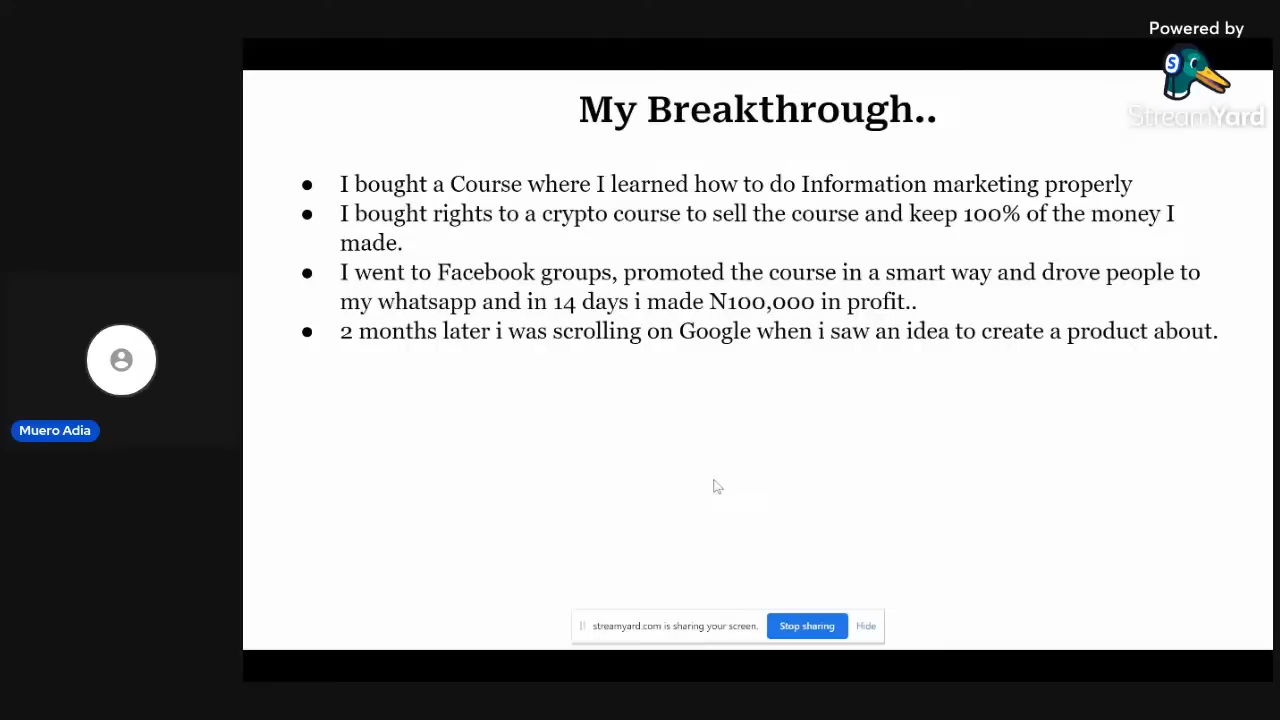 Powered by
StreamYard
My Breakthrough..
● I bought a Course where I learned how to do Information marketing properly
● I bought rights to a crypto course to sell the course and keep 100% of the money I
made.
● I went to Facebook groups, promoted the course in a smart way and drove people to
my whatsapp and in 14 days i made N100,000 in profit..
● 2 months later i was scrolling on Google when i saw an idea to create a product about.
Muero Adia
streamyard.com is sharing your screen. Stop sharing Hide